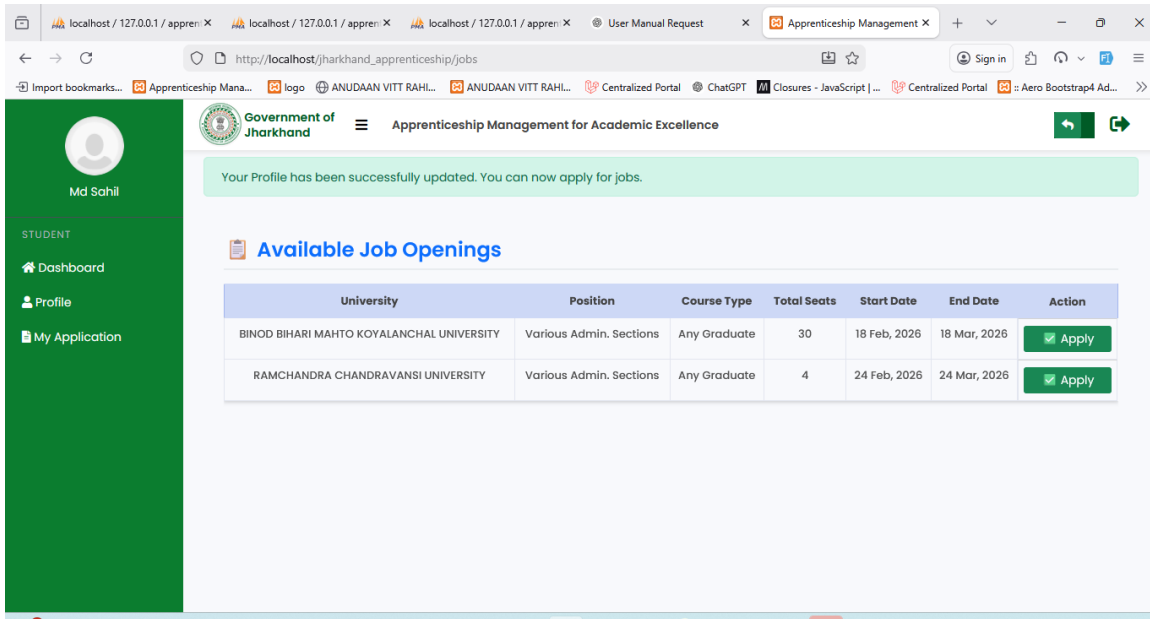 localhost / 127.0.0.1 / appren localhost / 127.0.0.1 / appren localhost / 127.0.0.1 / appren User Manual Request Apprenticeship Management
http://localhost/jharkhand_apprenticeship/jobs Sign in
Import bookmarks... Apprenticeship Mana... logo ANUDAAN VITT RAHI... ANUDAAN VITT RAHI... Centralized Portal ChatGPT Closures - JavaScript | ... Centralized Portal :: Aero Bootstrap4 Ad...
Government of
Jharkhand
Apprenticeship Management for Academic Excellence
Md Sahil
Your Profile has been successfully updated. You can now apply for jobs.
STUDENT
Dashboard
Profile
My Application
Available Job Openings
University Position Course Type Total Seats Start Date End Date Action
BINOD BIHARI MAHTO KOYALANCHAL UNIVERSITY Various Admin. Sections Any Graduate 30 18 Feb, 2026 18 Mar, 2026 Apply
RAMCHANDRA CHANDRAVANSI UNIVERSITY Various Admin. Sections Any Graduate 4 24 Feb, 2026 24 Mar, 2026 Apply